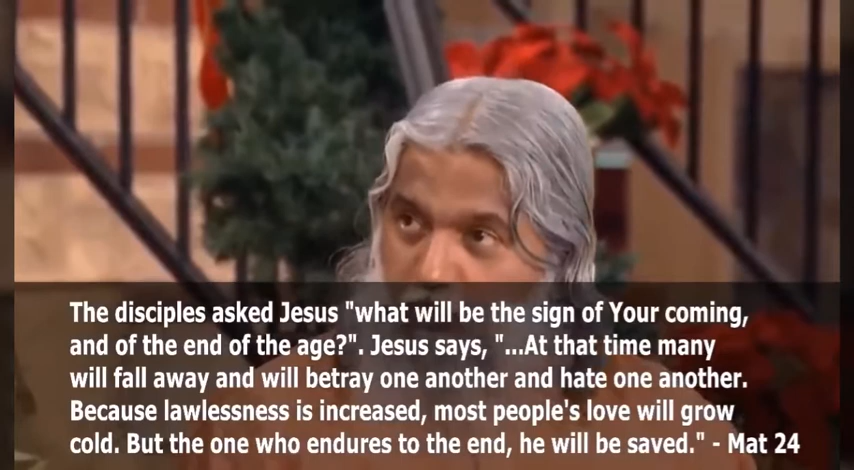 The disciples asked Jesus "what will be the sign of Your coming,
and of the end of the age?". Jesus says, "...At that time many
will fall away and will betray one another and hate one another.
Because lawlessness is increased, most people's love will grow
cold. But the one who endures to the end, he will be saved." - Mat 24